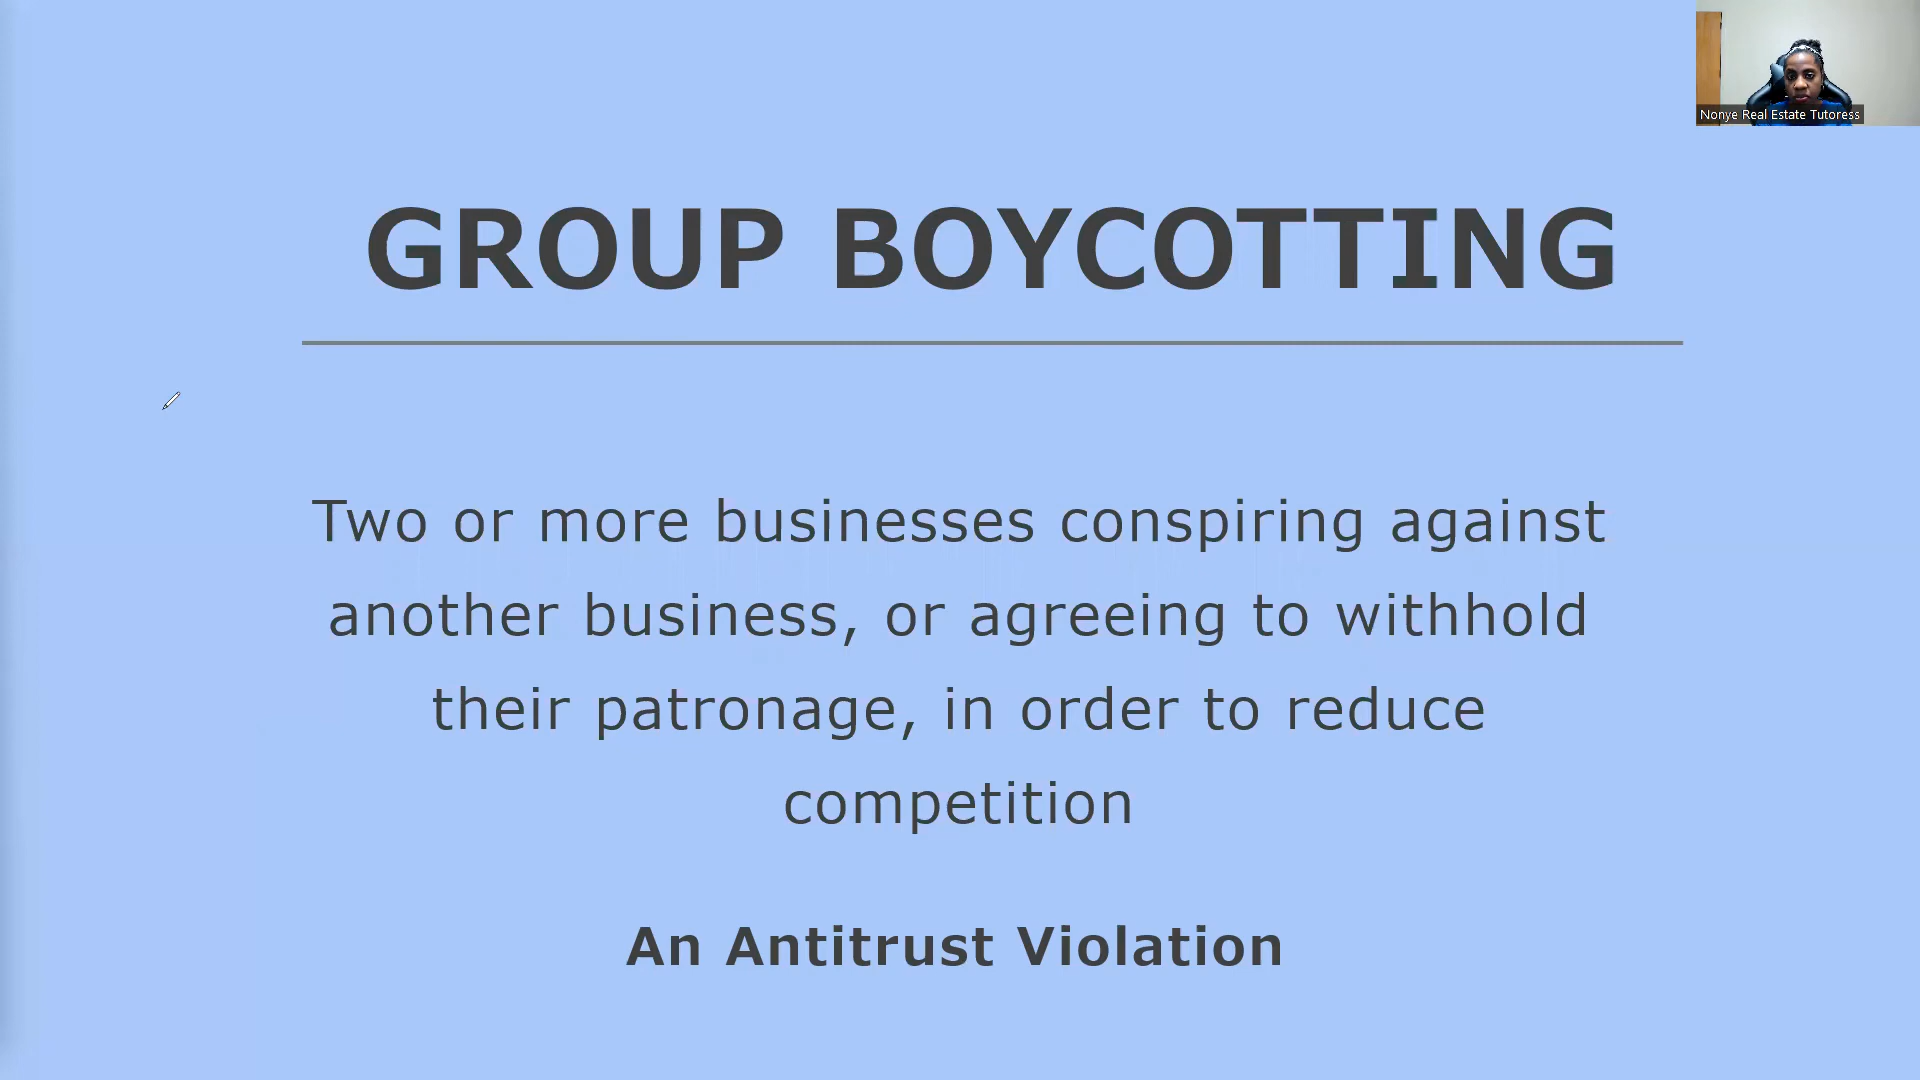 Nonye Real Estate Tutoress
GROUP BOYCOTTING
Two or more businesses conspiring against
another business, or agreeing to withhold
their patronage, in order to reduce
competition
An Antitrust Violation